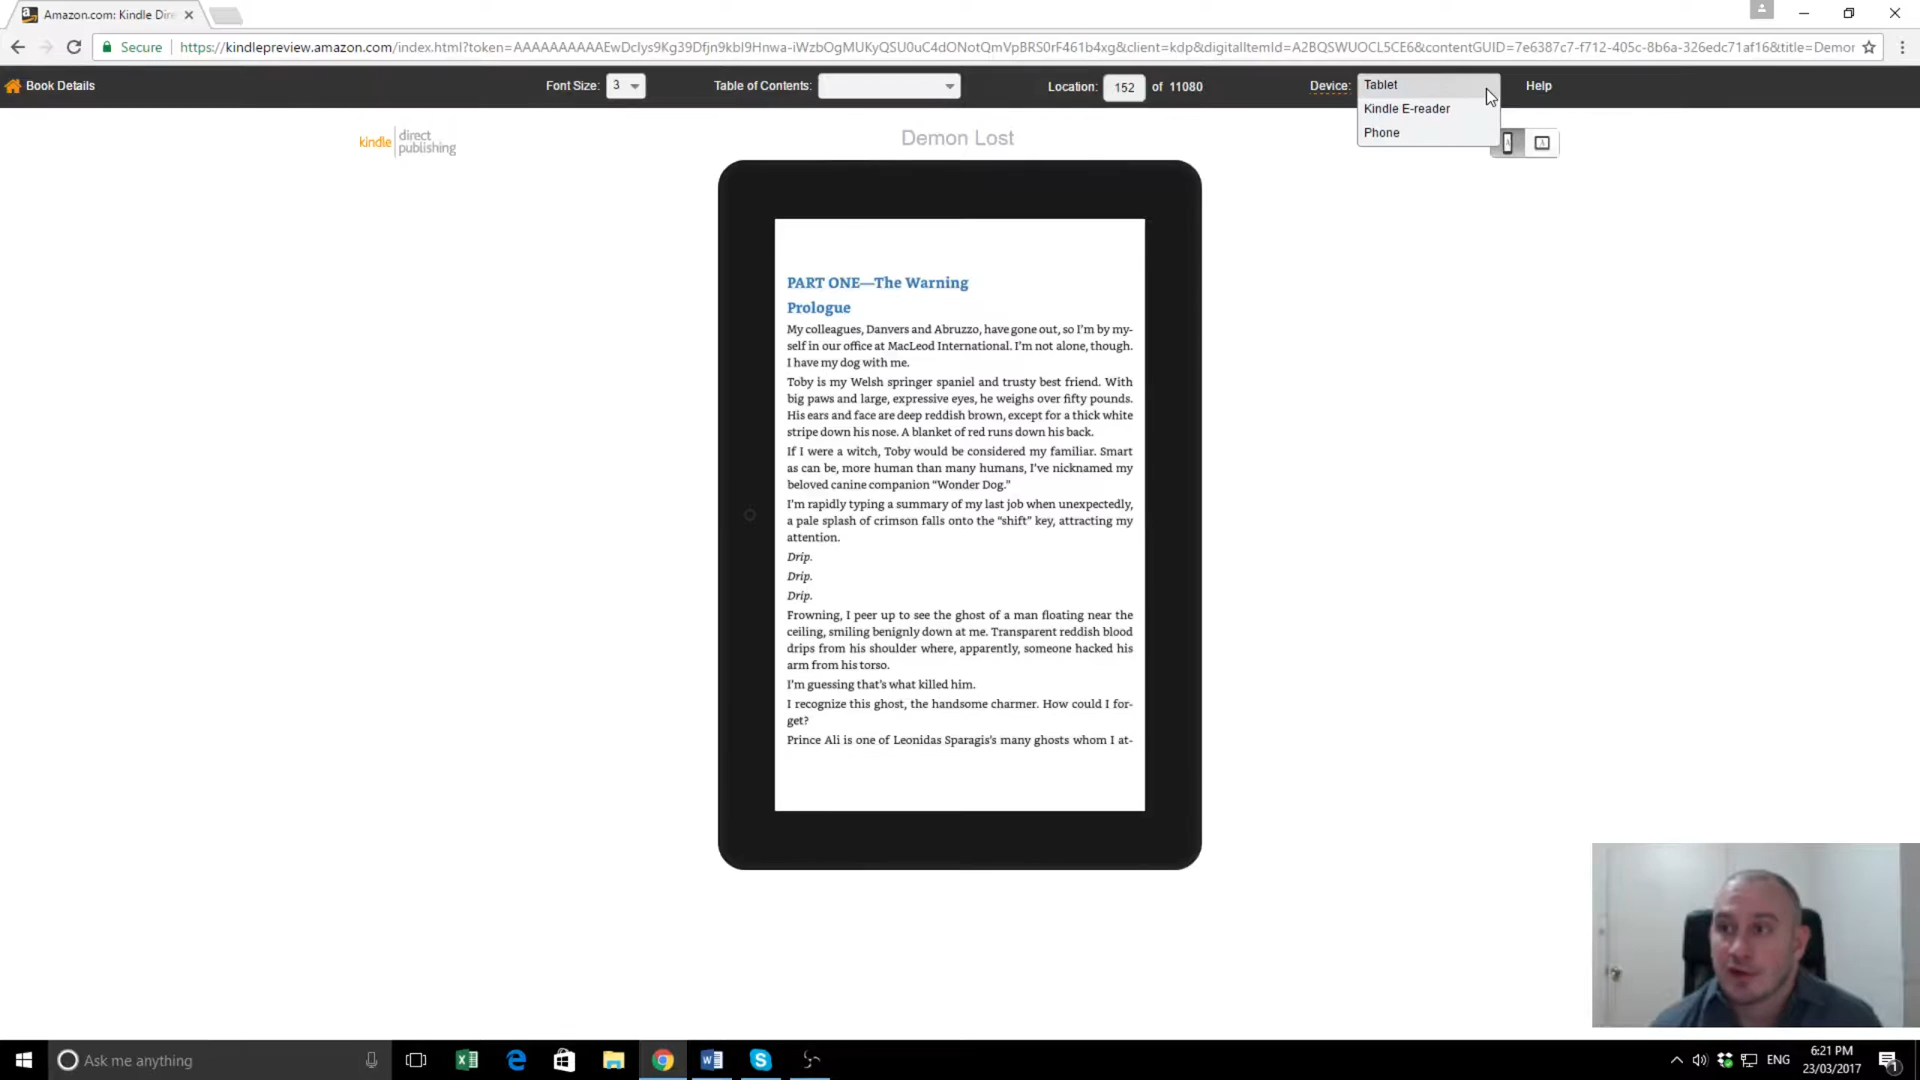 Amazon.com: Kindle Dire
Secure
https://kindlepreview.amazon.com/index.html?token=AAAAAAAAAAEwDcIys9Kg39Dfjn9kbI9Hnwa-iWzbOgMUKyQSU0uC4dONotQmVpBRS0rF461b4xg&client=kdp&digitalItemId=A2BQSWUOCL5CE6&contentGUID=7e6387c7-f712-405c-8b6a-326edc71af16&title=Demon
Book Details
Font Size: 3
Table of Contents:
Location: 152 of 11080
Device: Tablet
Kindle E-reader
Phone
Help
kindle direct publishing
Demon Lost
PART ONE—The Warning
Prologue
My colleagues, Danvers and Abruzzo, have gone out, so I'm by my-
self in our office at MacLeod International. I'm not alone, though.
I have my dog with me.
Toby is my Welsh springer spaniel and trusty best friend. With
big paws and large, expressive eyes, he weighs over fifty pounds.
His ears and face are deep reddish brown, except for a thick white
stripe down his nose. A blanket of red runs down his back.
If I were a witch, Toby would be considered my familiar. Smart
as can be, more human than many humans, I've nicknamed my
beloved canine companion “Wonder Dog.”
I'm rapidly typing a summary of my last job when unexpectedly,
a pale splash of crimson falls onto the “shift” key, attracting my
attention.
Drip.
Drip.
Drip.
Frowning, I peer up to see the ghost of a man floating near the
ceiling, smiling benignly down at me. Transparent reddish blood
drips from his shoulder where, apparently, someone hacked his
arm from his torso.
I'm guessing that's what killed him.
I recognize this ghost, the handsome charmer. How could I for-
get?
Prince Ali is one of Leonidas Sparagis's many ghosts whom I at-
Ask me anything
ENG
6:21 PM
23/03/2017